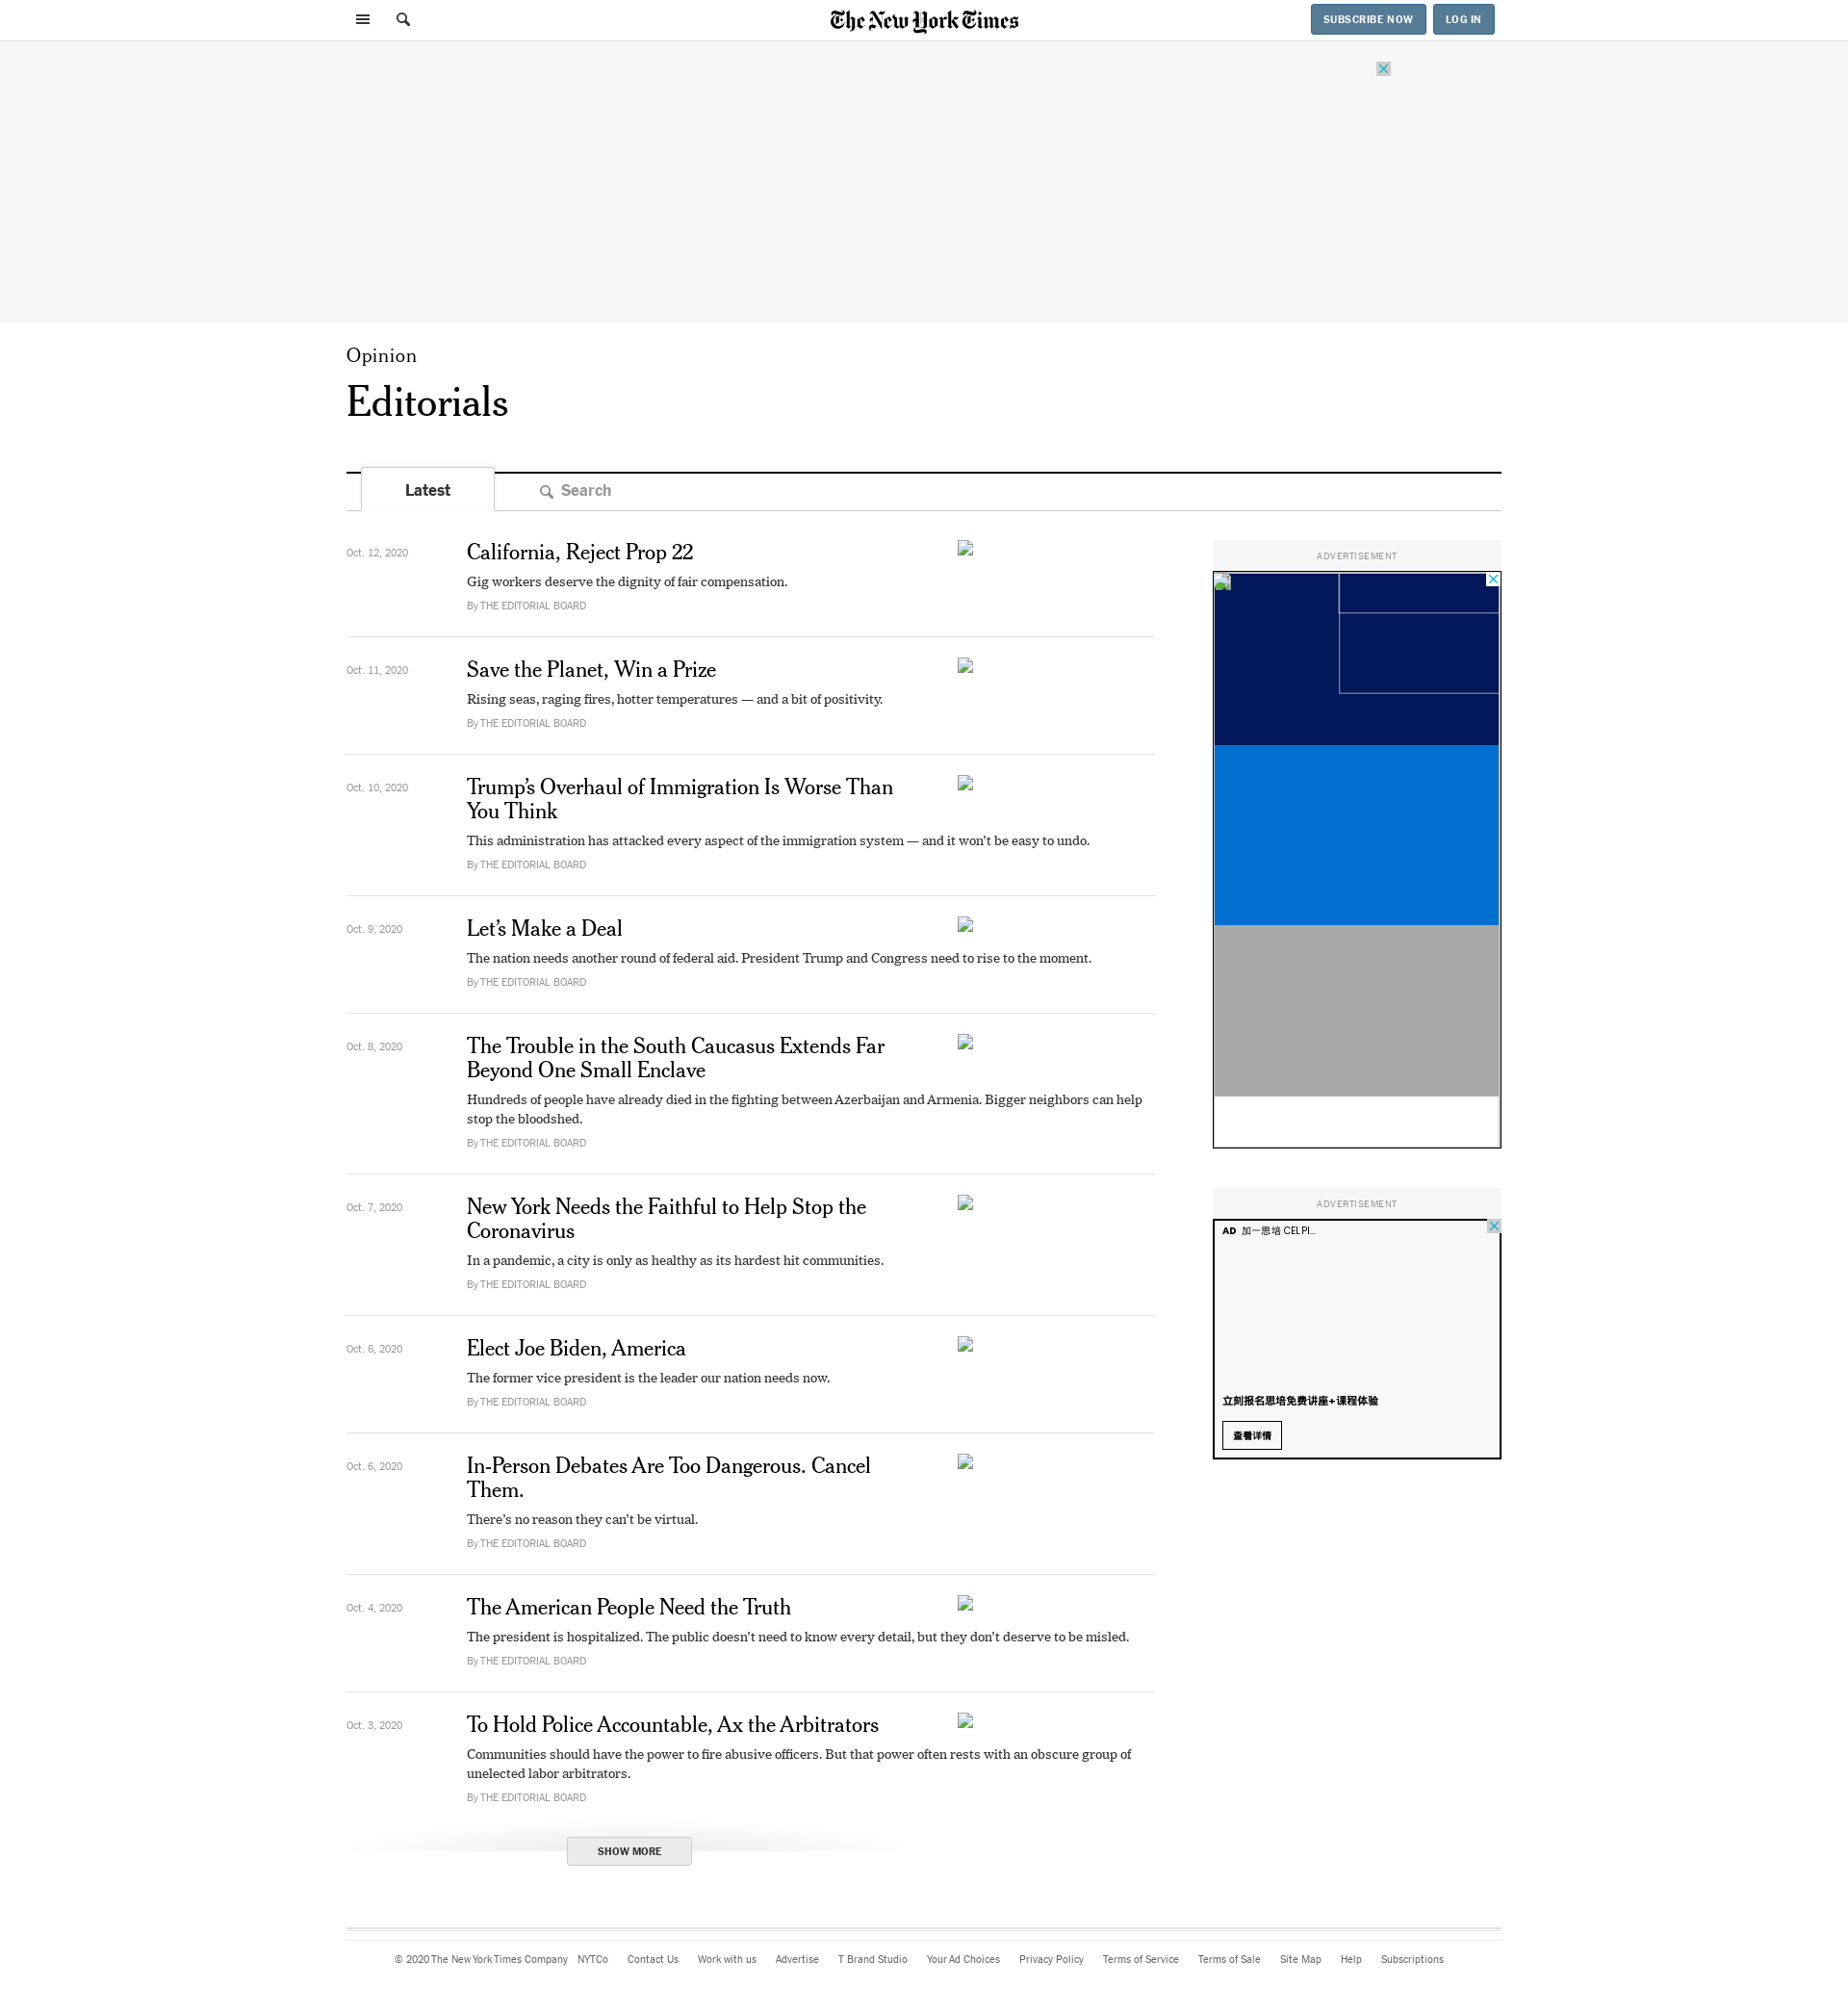 The New York Times
SUBSCRIBE NOW
LOG IN
Opinion
Editorials
Latest
Search
Oct. 12, 2020
California, Reject Prop 22
Gig workers deserve the dignity of fair compensation.
By THE EDITORIAL BOARD
Oct. 11, 2020
Save the Planet, Win a Prize
Rising seas, raging fires, hotter temperatures — and a bit of positivity.
By THE EDITORIAL BOARD
Oct. 10, 2020
Trump’s Overhaul of Immigration Is Worse Than
You Think
This administration has attacked every aspect of the immigration system — and it won’t be easy to undo.
By THE EDITORIAL BOARD
Oct. 9, 2020
Let’s Make a Deal
The nation needs another round of federal aid. President Trump and Congress need to rise to the moment.
By THE EDITORIAL BOARD
Oct. 8, 2020
The Trouble in the South Caucasus Extends Far
Beyond One Small Enclave
Hundreds of people have already died in the fighting between Azerbaijan and Armenia. Bigger neighbors can help
stop the bloodshed.
By THE EDITORIAL BOARD
Oct. 7, 2020
New York Needs the Faithful to Help Stop the
Coronavirus
In a pandemic, a city is only as healthy as its hardest hit communities.
By THE EDITORIAL BOARD
Oct. 6, 2020
Elect Joe Biden, America
The former vice president is the leader our nation needs now.
By THE EDITORIAL BOARD
Oct. 6, 2020
In-Person Debates Are Too Dangerous. Cancel
Them.
There’s no reason they can’t be virtual.
By THE EDITORIAL BOARD
Oct. 4, 2020
The American People Need the Truth
The president is hospitalized. The public doesn’t need to know every detail, but they don’t deserve to be misled.
By THE EDITORIAL BOARD
Oct. 3, 2020
To Hold Police Accountable, Ax the Arbitrators
Communities should have the power to fire abusive officers. But that power often rests with an obscure group of
unelected labor arbitrators.
By THE EDITORIAL BOARD
SHOW MORE
ADVERTISEMENT
ADVERTISEMENT
AD 加一思培 CELPI...
立刻报名思培免费讲座+课程体验
查看详情
© 2020 The New York Times Company NYTCo Contact Us Work with us Advertise T Brand Studio Your Ad Choices Privacy Policy Terms of Service Terms of Sale Site Map Help Subscriptions